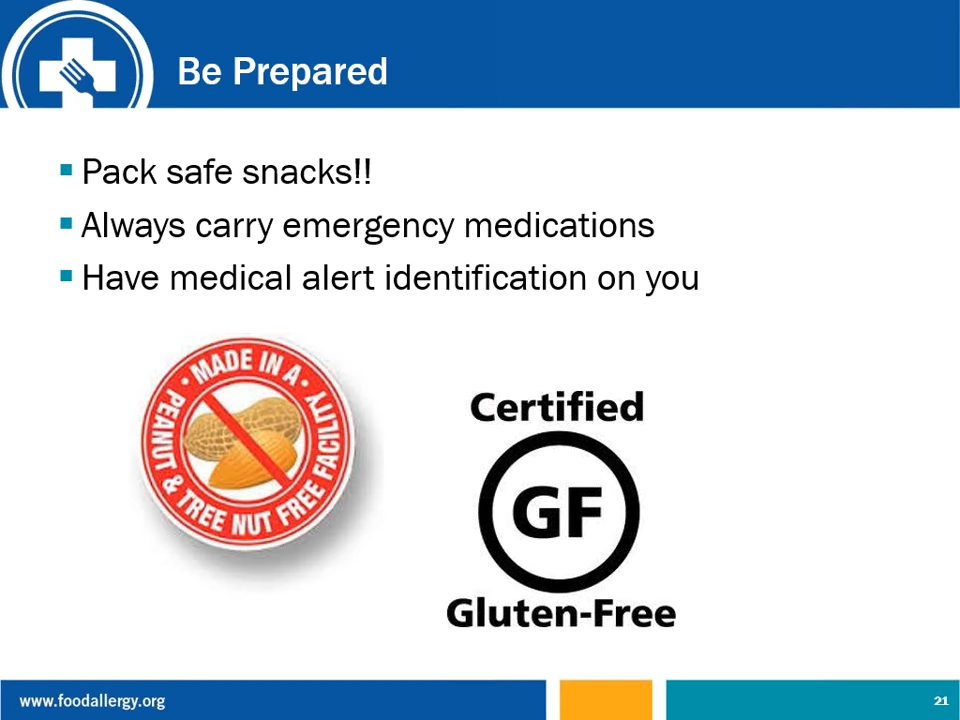 Be Prepared
Pack safe snacks!!
Always carry emergency medications
Have medical alert identification on you
MADE IN A
PEANUT & TREE NUT FREE FACILITY
Certified
GF
Gluten-Free
www.foodallergy.org
21